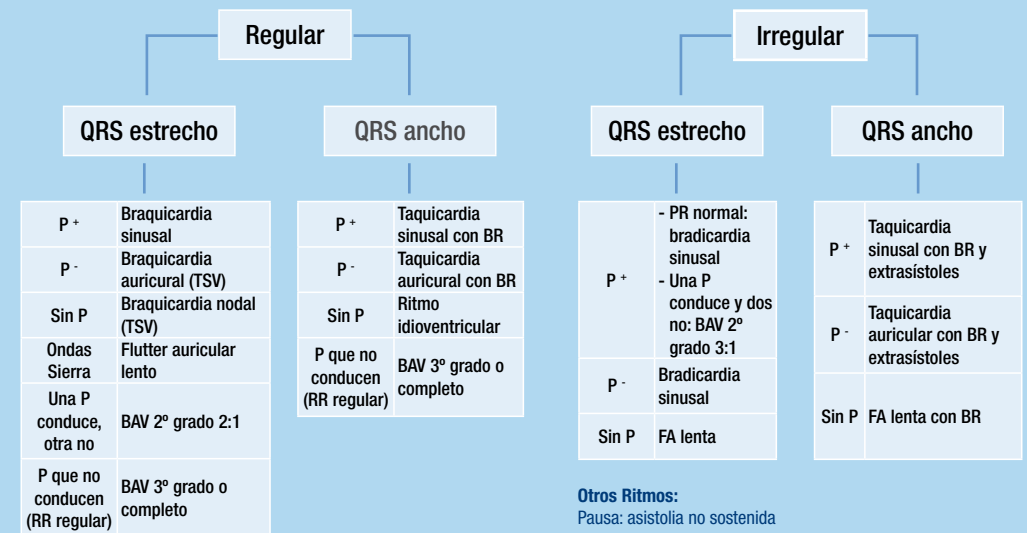 Regular
QRS estrecho
P +
Braquicardia
sinusal
P -
Braquicardia
auricural (TSV)
Sin P
Braquicardia nodal
(TSV)
Ondas
Sierra
Flutter auricular
lento
Una P
conduce,
otra no
BAV 2º grado 2:1
P que no
conducen
(RR regular)
BAV 3º grado o
completo
QRS ancho
P +
Taquicardia
sinusal con BR
P -
Taquicardia
auricural con BR
Sin P
Ritmo
idioventricular
P que no
conducen
(RR regular)
BAV 3º grado o
completo
Irregular
QRS estrecho
P +
- PR normal:
bradicardia
sinusal
- Una P
conduce y dos
no: BAV 2º
grado 3:1
P -
Bradicardia
sinusal
Sin P
FA lenta
QRS ancho
P +
Taquicardia
sinusal con BR y
extrasístoles
P -
Taquicardia
auricular con BR y
extrasístoles
Sin P
FA lenta con BR
Otros Ritmos:
Pausa: asistolia no sostenida